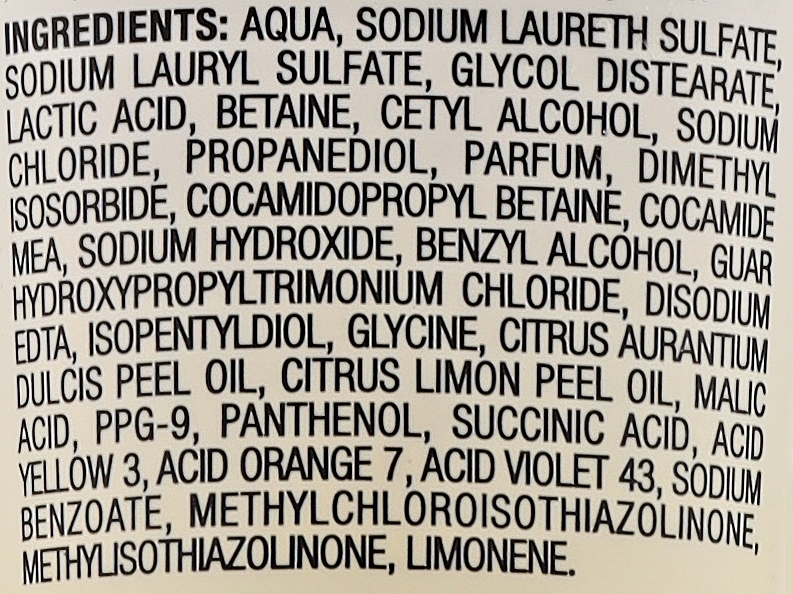 INGREDIENTS: AQUA, SODIUM LAURETH SULFATE,
SODIUM LAURYL SULFATE, GLYCOL DISTEARATE,
LACTIC ACID, BETAINE, CETYL ALCOHOL, SODIUM
CHLORIDE, PROPANEDIOL, PARFUM, DIMETHYL
ISOSORBIDE, COCAMIDOPROPYL BETAINE, COCAMIDE
MEA, SODIUM HYDROXIDE, BENZYL ALCOHOL, GUAR
HYDROXYPROPYLTRIMONIUM CHLORIDE, DISODIUM
EDTA, ISOPENTYLDIOL, GLYCINE, CITRUS AURANTIUM
DULCIS PEEL OIL, CITRUS LIMON PEEL OIL, MALIC
ACID, PPG-9, PANTHENOL, SUCCINIC ACID, ACID
YELLOW 3, ACID ORANGE 7, ACID VIOLET 43, SODIUM
BENZOATE, METHYLCHLOROISOTHIAZOLINONE,
METHYLISOTHIAZOLINONE, LIMONENE.